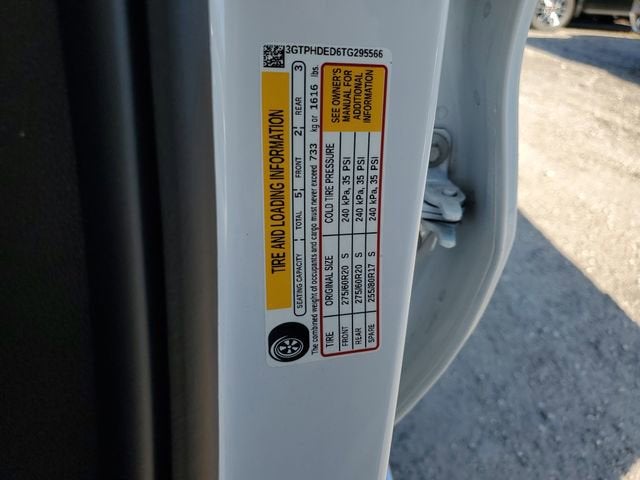 3GTPHDED6TG295566
TIRE AND LOADING INFORMATION
SEATING CAPACITY TOTAL 5 FRONT 2 REAR 3
The combined weight of occupants and cargo must never exceed 733 kg or 1616 lbs.
TIRE ORIGINAL SIZE COLD TIRE PRESSURE
FRONT 275/60R20 S 240 kPa, 35 PSI
REAR 275/60R20 S 240 kPa, 35 PSI
SPARE 255/80R17 S 240 kPa, 35 PSI
SEE OWNER'S
MANUAL FOR
ADDITIONAL
INFORMATION